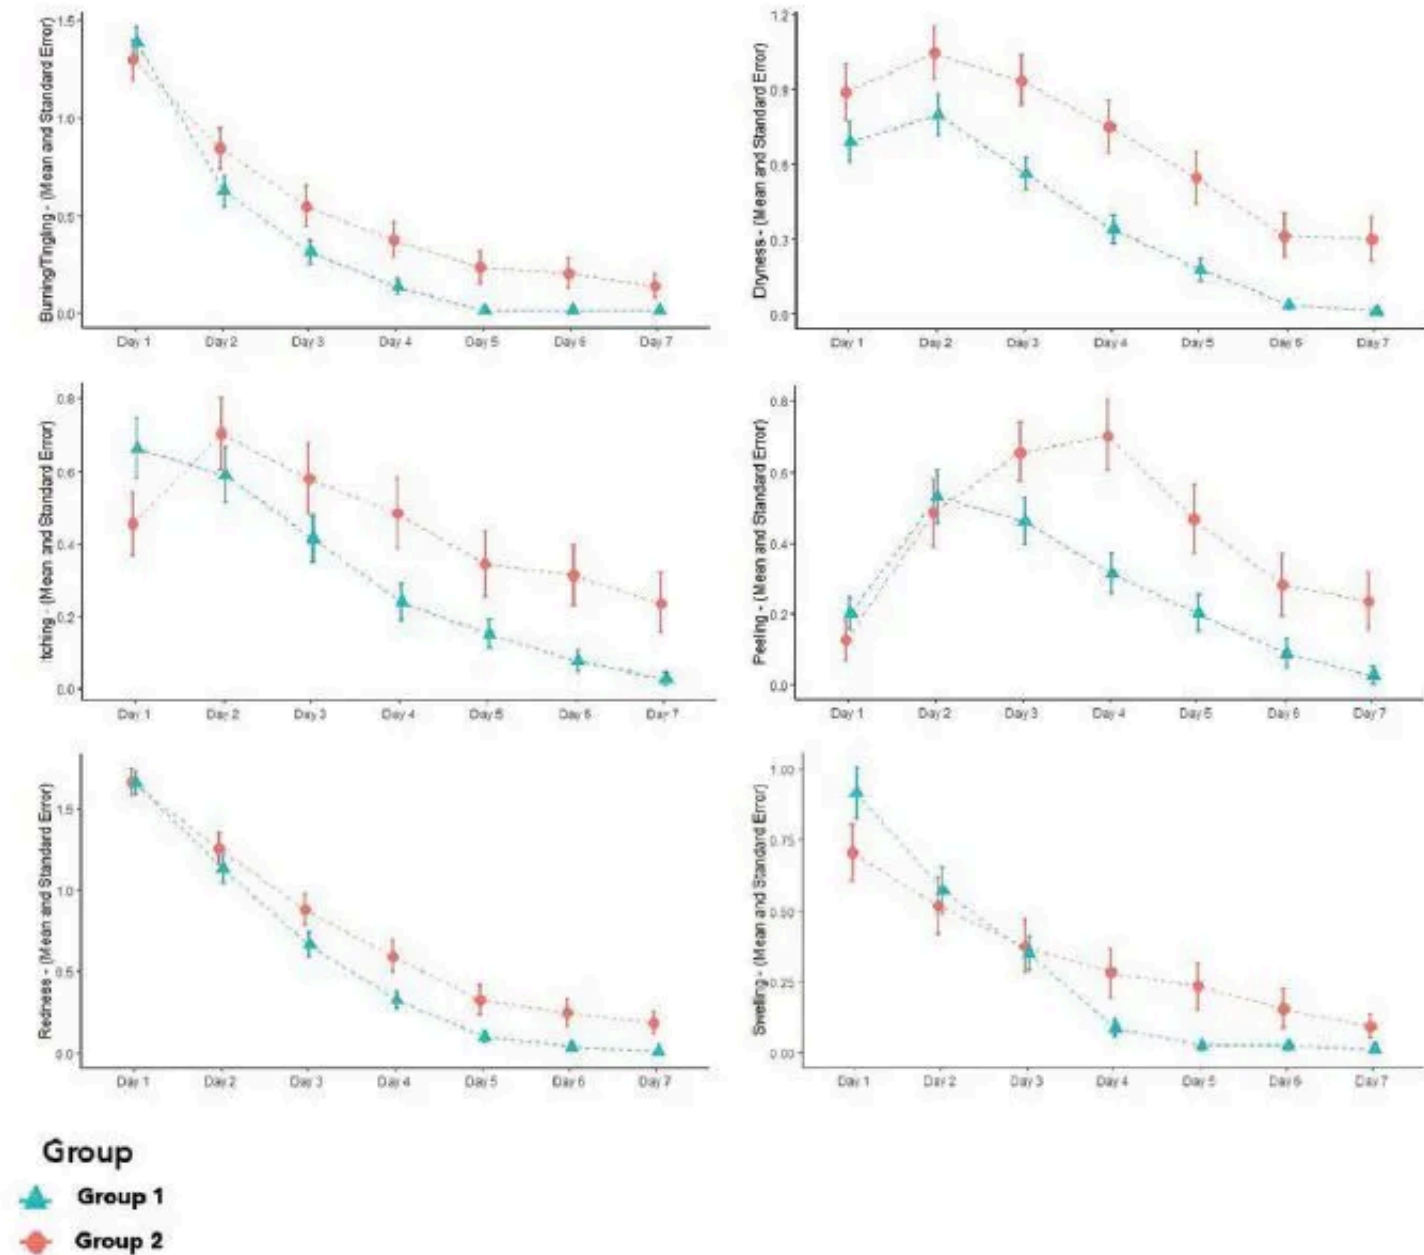 Burning/Tingling - (Mean and Standard Error)
1.5
1.0
0.5
0.0
Day 1 Day 2 Day 3 Day 4 Day 5 Day 6 Day 7
Dryness - (Mean and Standard Error)
1.2
0.9
0.6
0.3
0.0
Day 1 Day 2 Day 3 Day 4 Day 5 Day 6 Day 7
Itching - (Mean and Standard Error)
0.8
0.6
0.4
0.2
0.0
Day 1 Day 2 Day 3 Day 4 Day 5 Day 6 Day 7
Peeling - (Mean and Standard Error)
0.8
0.6
0.4
0.2
0.0
Day 1 Day 2 Day 3 Day 4 Day 5 Day 6 Day 7
Redness - (Mean and Standard Error)
1.5
1.0
0.5
0.0
Day 1 Day 2 Day 3 Day 4 Day 5 Day 6 Day 7
Swelling - (Mean and Standard Error)
1.00
0.75
0.50
0.25
0.00
Day 1 Day 2 Day 3 Day 4 Day 5 Day 6 Day 7
Group
Group 1
Group 2